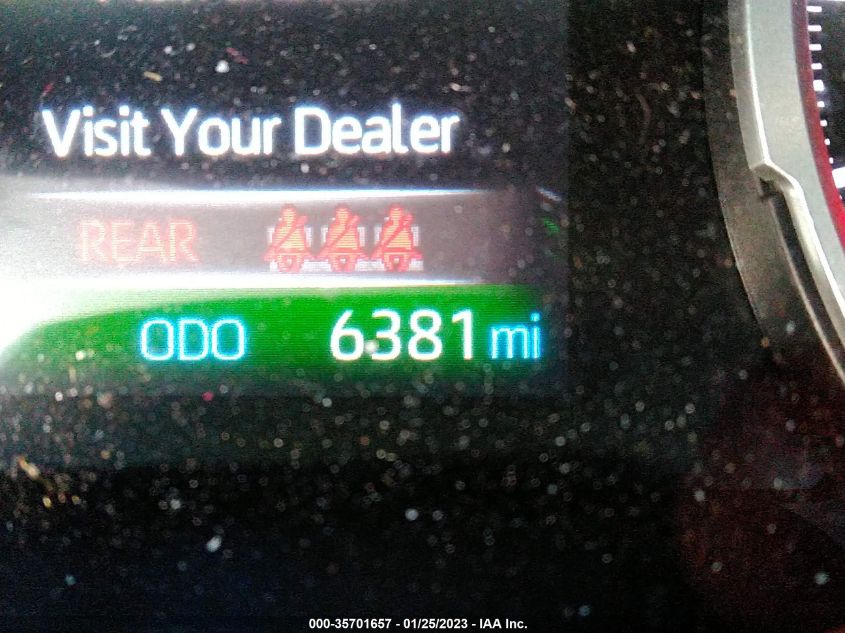 Visit Your Dealer
REAR
ODO 6381 mi
000-35701657 - 01/25/2023 - IAA Inc.